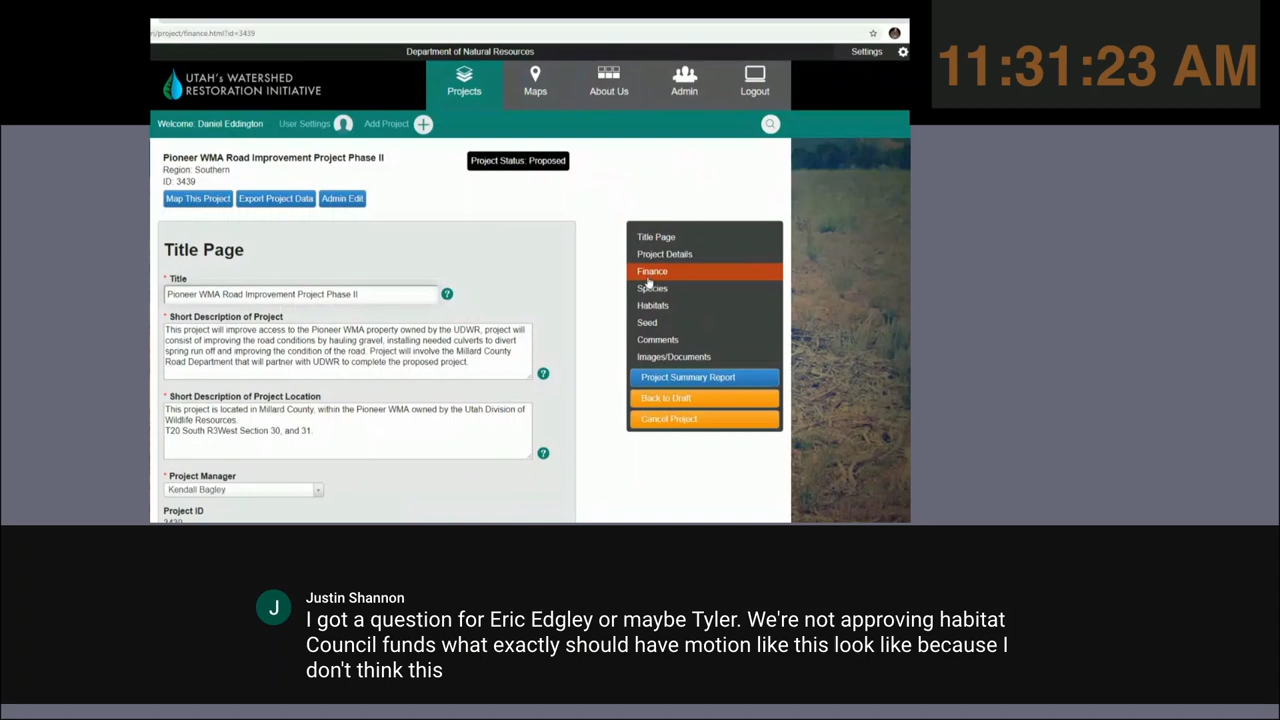 n/project/finance.html?id=3439
11:31:23 AM
Department of Natural Resources
Settings
UTAH's WATERSHED
RESTORATION INITIATIVE
Projects
Maps
About Us
Admin
Logout
Welcome: Daniel Eddington
User Settings
Add Project
Pioneer WMA Road Improvement Project Phase II
Region: Southern
ID: 3439
Project Status: Proposed
Map This Project
Export Project Data
Admin Edit
Title Page
* Title
Pioneer WMA Road Improvement Project Phase II
?
* Short Description of Project
This project will improve access to the Pioneer WMA property owned by the UDWR, project will
consist of improving the road conditions by hauling gravel, installing needed culverts to divert
spring run off and improving the condition of the road. Project will involve the Millard County
Road Department that will partner with UDWR to complete the proposed project.
?
* Short Description of Project Location
This project is located in Millard County, within the Pioneer WMA owned by the Utah Division of
Wildlife Resources.
T20 South R3West Section 30, and 31.
?
* Project Manager
Kendall Bagley
Project ID
3439
Title Page
Project Details
Finance
Species
Habitats
Seed
Comments
Images/Documents
Project Summary Report
Back to Draft
Cancel Project
J
Justin Shannon
I got a question for Eric Edgley or maybe Tyler. We're not approving habitat
Council funds what exactly should have motion like this look like because I
don't think this